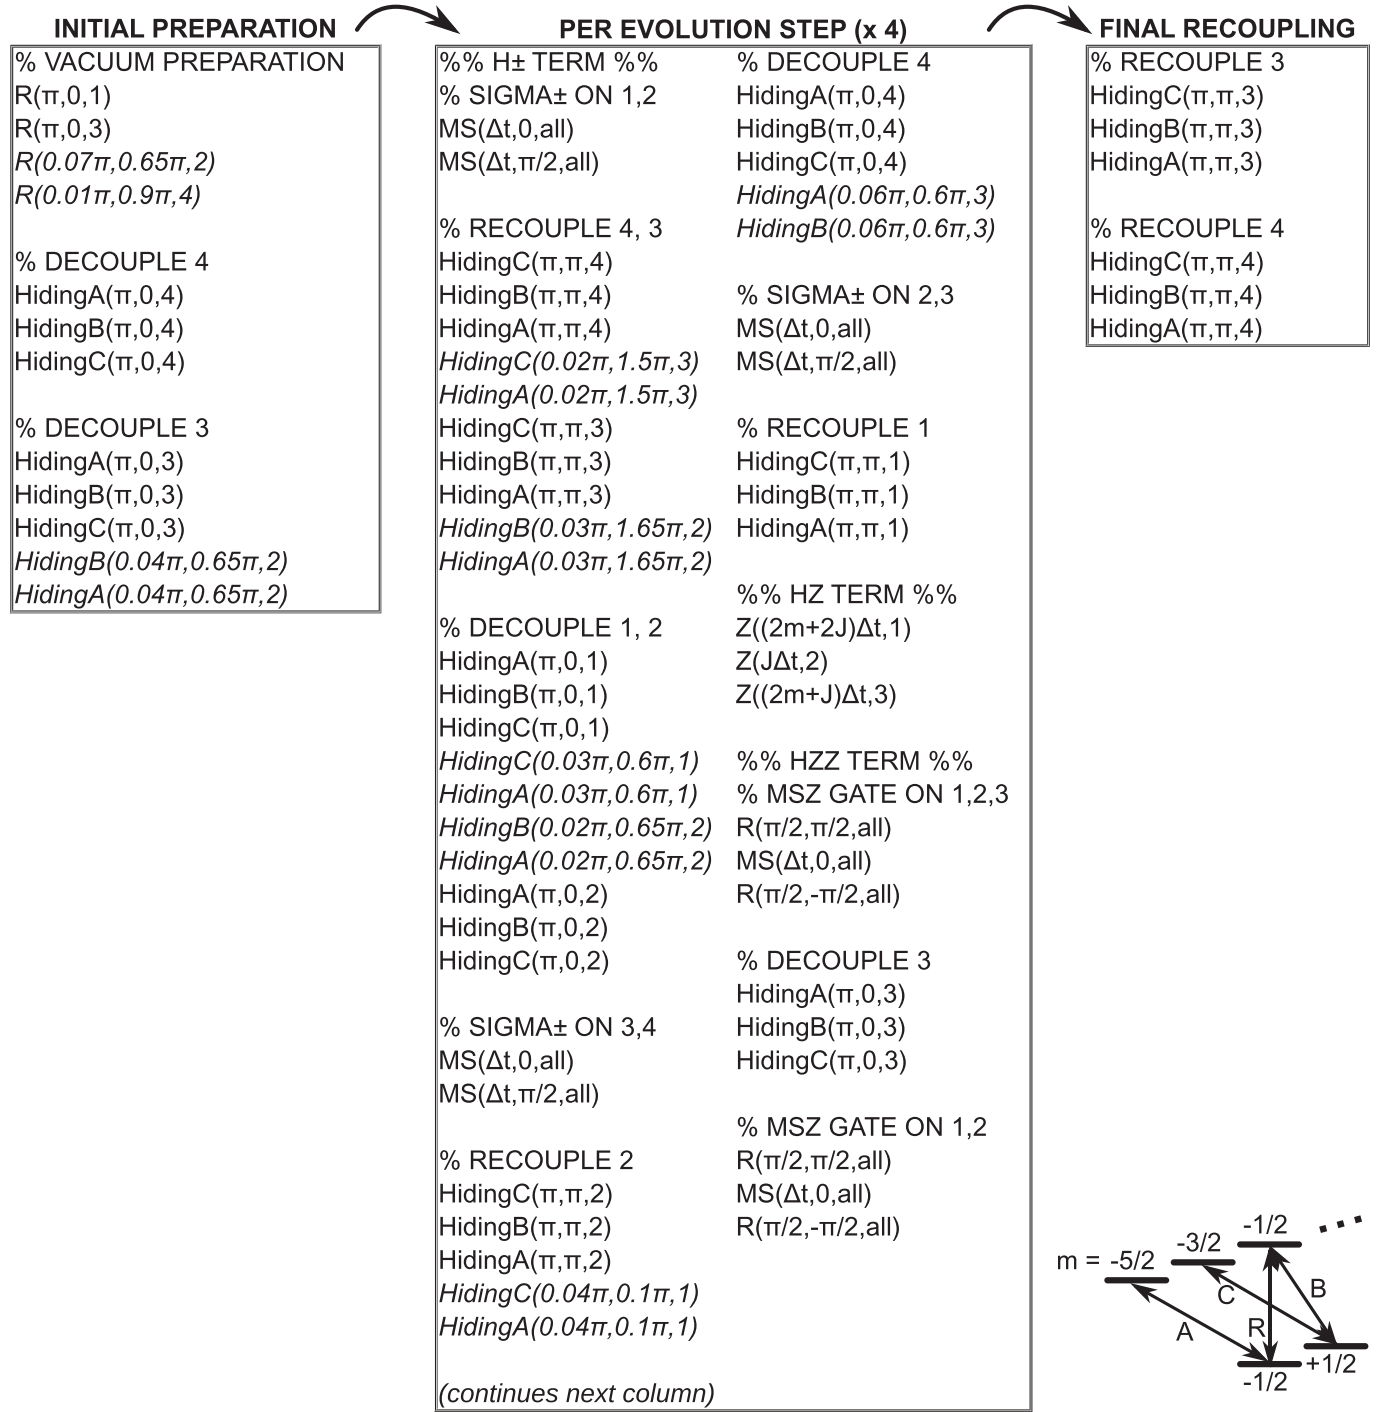 INITIAL PREPARATION
% VACUUM PREPARATION
R(π,0,1)
R(π,0,3)
R(0.07π,0.65π,2)
R(0.01π,0.9π,4)
% DECOUPLE 4
HidingA(π,0,4)
HidingB(π,0,4)
HidingC(π,0,4)
% DECOUPLE 3
HidingA(π,0,3)
HidingB(π,0,3)
HidingC(π,0,3)
HidingB(0.04π,0.65π,2)
HidingA(0.04π,0.65π,2)
PER EVOLUTION STEP (x 4)
%% H± TERM %%
% SIGMA± ON 1,2
MS(Δt,0,all)
MS(Δt,π/2,all)
% RECOUPLE 4, 3
HidingC(π,π,4)
HidingB(π,π,4)
HidingA(π,π,4)
HidingC(0.02π,1.5π,3)
HidingA(0.02π,1.5π,3)
HidingC(π,π,3)
HidingB(π,π,3)
HidingA(π,π,3)
HidingB(0.03π,1.65π,2)
HidingA(0.03π,1.65π,2)
% DECOUPLE 1, 2
HidingA(π,0,1)
HidingB(π,0,1)
HidingC(π,0,1)
HidingC(0.03π,0.6π,1)
HidingA(0.03π,0.6π,1)
HidingB(0.02π,0.65π,2)
HidingA(0.02π,0.65π,2)
HidingA(π,0,2)
HidingB(π,0,2)
HidingC(π,0,2)
% SIGMA± ON 3,4
MS(Δt,0,all)
MS(Δt,π/2,all)
% RECOUPLE 2
HidingC(π,π,2)
HidingB(π,π,2)
HidingA(π,π,2)
HidingC(0.04π,0.1π,1)
HidingA(0.04π,0.1π,1)
(continues next column)
% DECOUPLE 4
HidingA(π,0,4)
HidingB(π,0,4)
HidingC(π,0,4)
HidingA(0.06π,0.6π,3)
HidingB(0.06π,0.6π,3)
% SIGMA± ON 2,3
MS(Δt,0,all)
MS(Δt,π/2,all)
% RECOUPLE 1
HidingC(π,π,1)
HidingB(π,π,1)
HidingA(π,π,1)
%% HZ TERM %%
Z((2m+2J)Δt,1)
Z(JΔt,2)
Z((2m+J)Δt,3)
%% HZZ TERM %%
% MSZ GATE ON 1,2,3
R(π/2,π/2,all)
MS(Δt,0,all)
R(π/2,-π/2,all)
% DECOUPLE 3
HidingA(π,0,3)
HidingB(π,0,3)
HidingC(π,0,3)
% MSZ GATE ON 1,2
R(π/2,π/2,all)
MS(Δt,0,all)
R(π/2,-π/2,all)
FINAL RECOUPLING
% RECOUPLE 3
HidingC(π,π,3)
HidingB(π,π,3)
HidingA(π,π,3)
% RECOUPLE 4
HidingC(π,π,4)
HidingB(π,π,4)
HidingA(π,π,4)
m = -5/2 -3/2 -1/2
A C R B
-1/2 +1/2